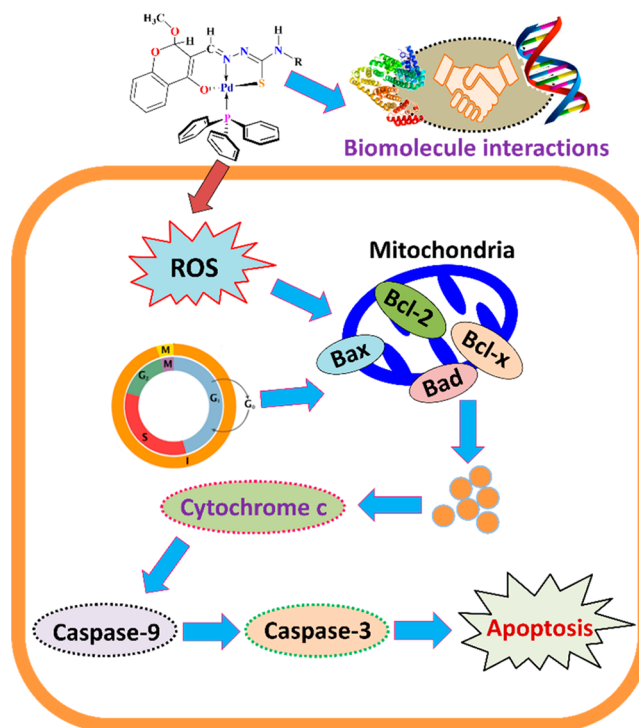 H₃C
O
H
O
O
C
H
N
N
H
N
R
Pd
S
P
Biomolecule interactions
ROS
Mitochondria
Bcl-2
Bcl-x
Bax
Bad
M
M
G₂
G₁
G₀
S
I
Cytochrome c
Caspase-9
Caspase-3
Apoptosis